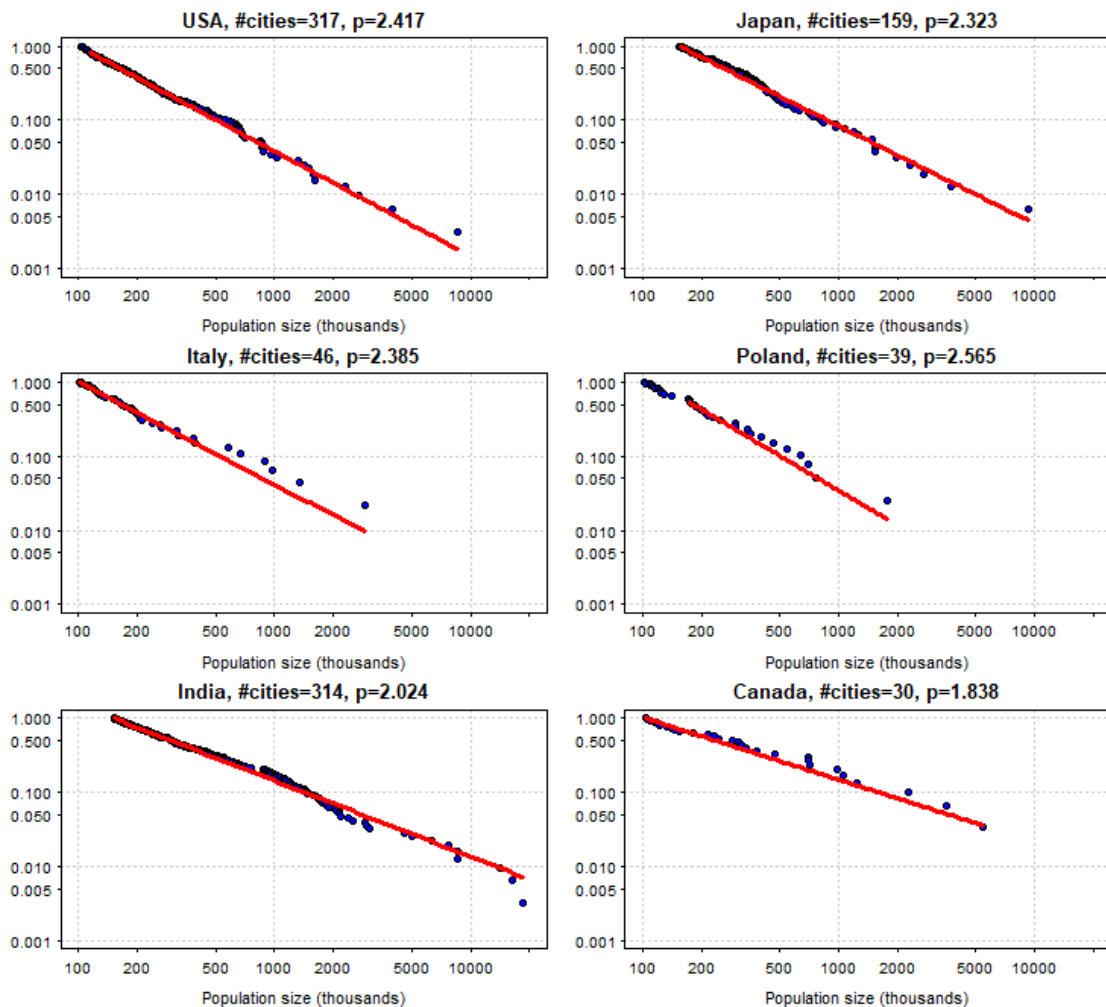 USA, #cities=317, p=2.417
1.000
0.500
0.100
0.050
0.010
0.005
0.001
100 200 500 1000 2000 5000 10000
Population size (thousands)
Japan, #cities=159, p=2.323
1.000
0.500
0.100
0.050
0.010
0.005
0.001
100 200 500 1000 2000 5000 10000
Population size (thousands)
Italy, #cities=46, p=2.385
1.000
0.500
0.100
0.050
0.010
0.005
0.001
100 200 500 1000 2000 5000 10000
Population size (thousands)
Poland, #cities=39, p=2.565
1.000
0.500
0.100
0.050
0.010
0.005
0.001
100 200 500 1000 2000 5000 10000
Population size (thousands)
India, #cities=314, p=2.024
1.000
0.500
0.100
0.050
0.010
0.005
0.001
100 200 500 1000 2000 5000 10000
Population size (thousands)
Canada, #cities=30, p=1.838
1.000
0.500
0.100
0.050
0.010
0.005
0.001
100 200 500 1000 2000 5000 10000
Population size (thousands)